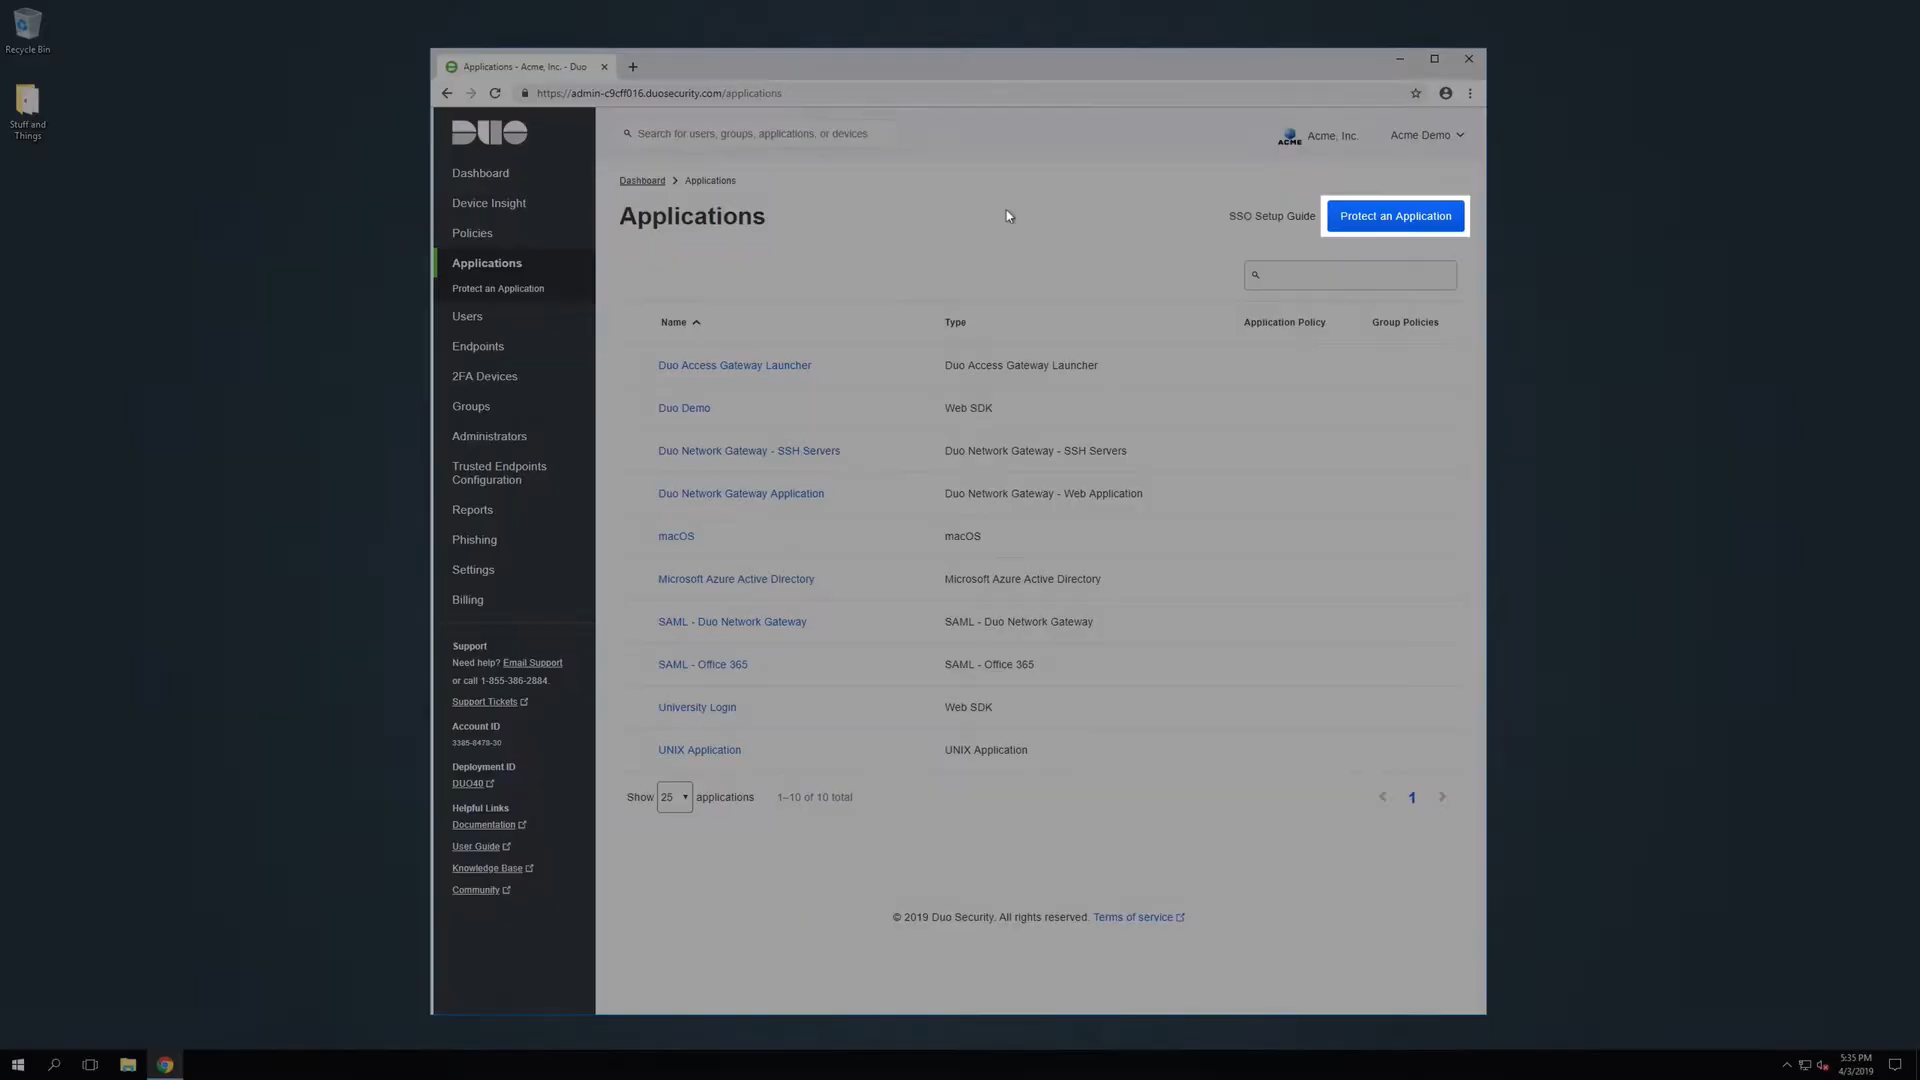 Recycle Bin
Stuff and
Things
Applications - Acme, Inc. - Duo
https://admin-c9cff016.duosecurity.com/applications
DUO
Search for users, groups, applications, or devices
ACME
Acme, Inc.
Acme Demo
Dashboard
Device Insight
Policies
Applications
Protect an Application
Users
Endpoints
2FA Devices
Groups
Administrators
Trusted Endpoints
Configuration
Reports
Phishing
Settings
Billing
Support
Need help? Email Support
or call 1-855-386-2884.
Support Tickets
Account ID
3385-8478-30
Deployment ID
DUO40
Helpful Links
Documentation
User Guide
Knowledge Base
Community
Dashboard > Applications
Applications
SSO Setup Guide
Protect an Application
Name Type Application Policy Group Policies
Duo Access Gateway Launcher Duo Access Gateway Launcher
Duo Demo Web SDK
Duo Network Gateway - SSH Servers Duo Network Gateway - SSH Servers
Duo Network Gateway Application Duo Network Gateway - Web Application
macOS macOS
Microsoft Azure Active Directory Microsoft Azure Active Directory
SAML - Duo Network Gateway SAML - Duo Network Gateway
SAML - Office 365 SAML - Office 365
University Login Web SDK
UNIX Application UNIX Application
Show 25 applications 1–10 of 10 total 1
© 2019 Duo Security. All rights reserved. Terms of service
5:35 PM
4/3/2019